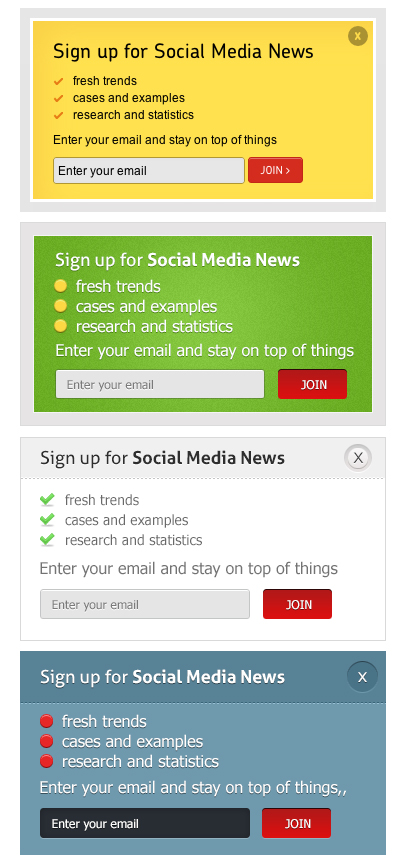 x
Sign up for Social Media News
fresh trends
cases and examples
research and statistics
Enter your email and stay on top of things
Enter your email
JOIN >
Sign up for Social Media News
fresh trends
cases and examples
research and statistics
Enter your email and stay on top of things
Enter your email
JOIN
Sign up for Social Media News
X
fresh trends
cases and examples
research and statistics
Enter your email and stay on top of things
Enter your email
JOIN
Sign up for Social Media News
X
fresh trends
cases and examples
research and statistics
Enter your email and stay on top of things,,
Enter your email
JOIN